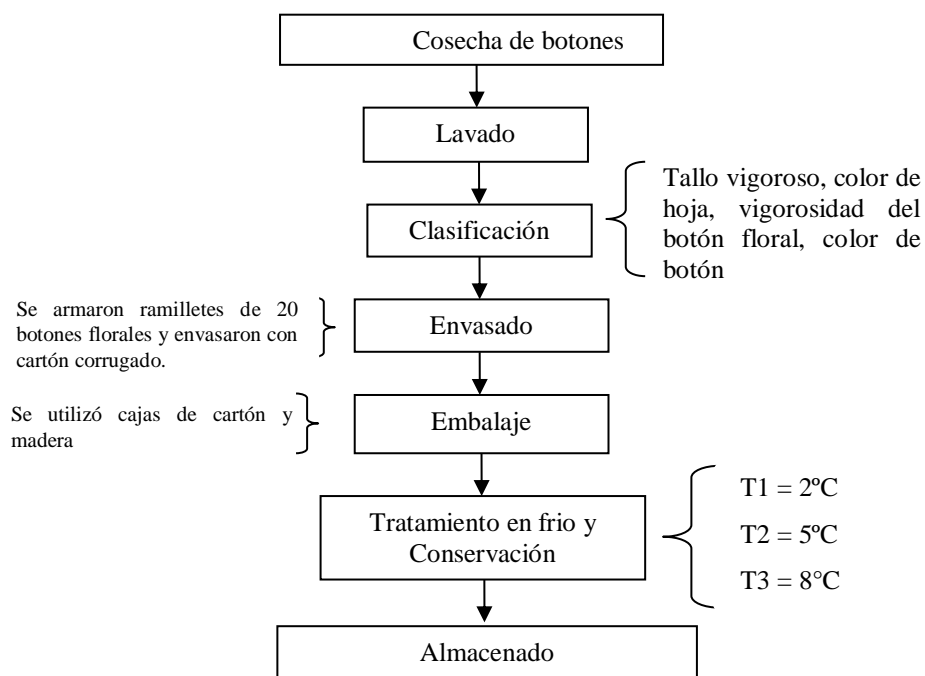 Cosecha de botones
Lavado
Clasificación
Tallo vigoroso, color de
hoja, vigorosidad del
botón floral, color de
botón
Se armaron ramilletes de 20
botones florales y envasaron con
cartón corrugado.
Envasado
Se utilizó cajas de cartón y
madera
Embalaje
Tratamiento en frio y
Conservación
T1 = 2ºC
T2 = 5ºC
T3 = 8°C
Almacenado